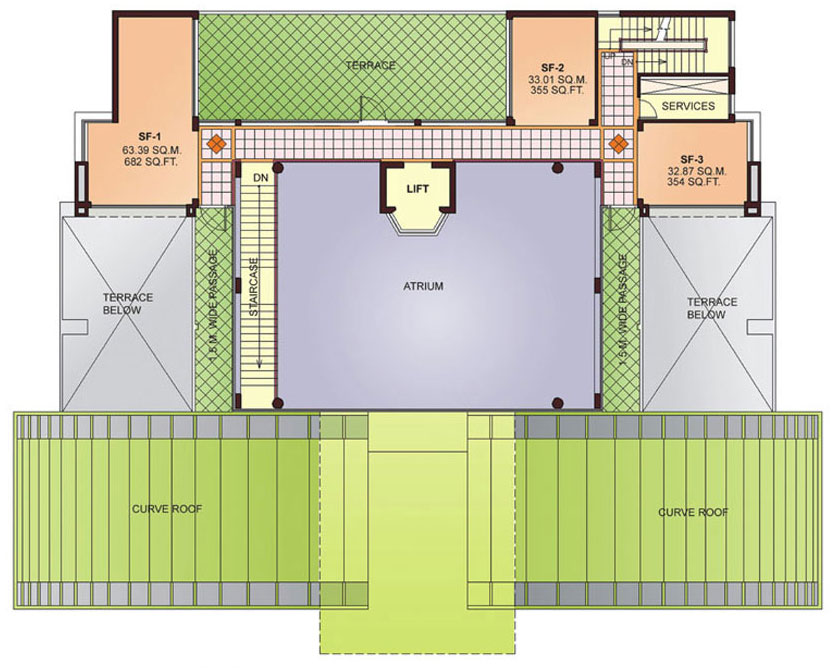 TERRACE
SF-1
63.39 SQ.M.
682 SQ.FT.
SF-2
33.01 SQ.M.
355 SQ.FT.
UP
DN
SERVICES
SF-3
32.87 SQ.M.
354 SQ.FT.
DN
LIFT
STAIRCASE
ATRIUM
TERRACE
BELOW
1.5 M. WIDE PASSAGE
1.5 M. WIDE PASSAGE
TERRACE
BELOW
CURVE ROOF
CURVE ROOF